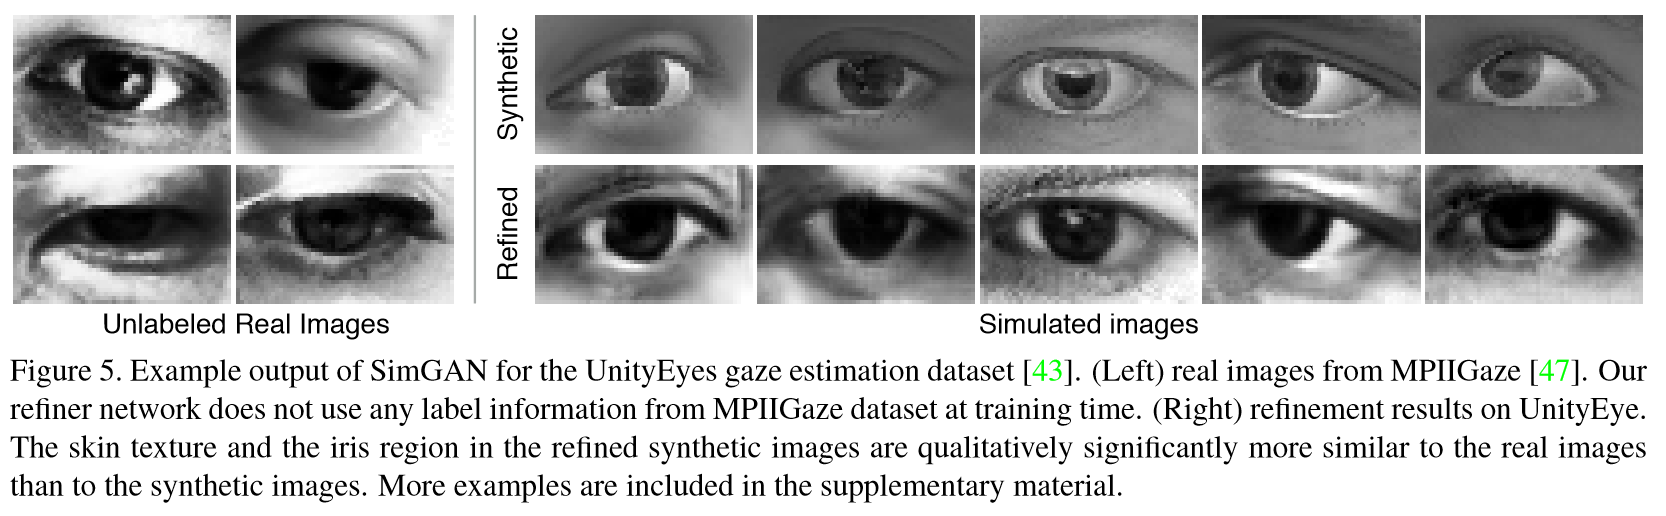 Synthetic
Refined
Unlabeled Real Images
Simulated images
Figure 5. Example output of SimGAN for the UnityEyes gaze estimation dataset [43]. (Left) real images from MPIIGaze [47]. Our
refiner network does not use any label information from MPIIGaze dataset at training time. (Right) refinement results on UnityEye.
The skin texture and the iris region in the refined synthetic images are qualitatively significantly more similar to the real images
than to the synthetic images. More examples are included in the supplementary material.